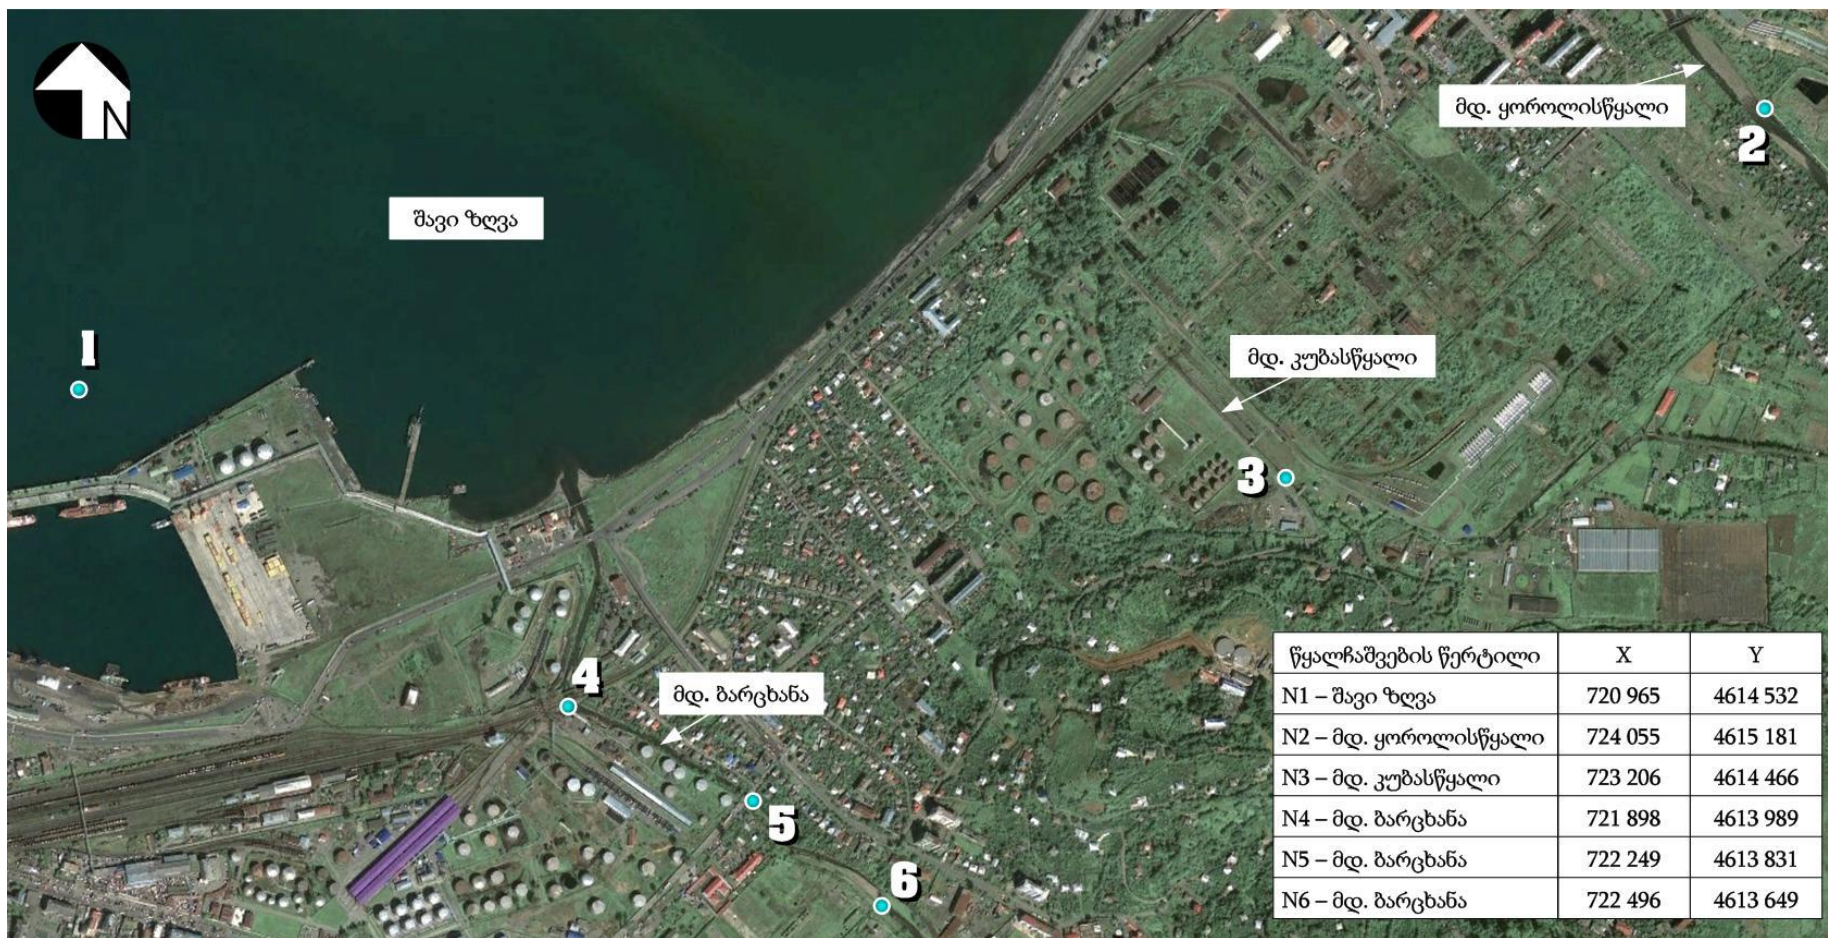 N
მდ. ყოროლისწყალი
2
შავი ზღვა
1
მდ. კუბასწყალი
3
4
მდ. ბარცხანა
5
6
წყალჩაშვების წერტილი X Y
N1 – შავი ზღვა 720 965 4614 532
N2 – მდ. ყოროლისწყალი 724 055 4615 181
N3 – მდ. კუბასწყალი 723 206 4614 466
N4 – მდ. ბარცხანა 721 898 4613 989
N5 – მდ. ბარცხანა 722 249 4613 831
N6 – მდ. ბარცხანა 722 496 4613 649